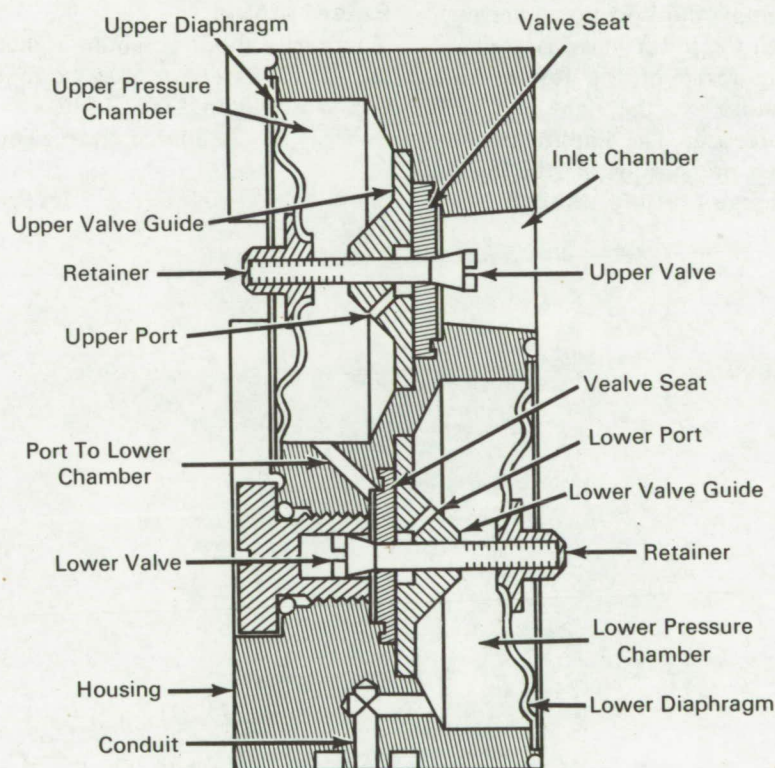 Upper Diaphragm
Valve Seat
Upper Pressure
Chamber
Inlet Chamber
Upper Valve Guide
Retainer
Upper Valve
Upper Port
Vealve Seat
Port To Lower
Chamber
Lower Port
Lower Valve Guide
Lower Valve
Retainer
Lower Pressure
Chamber
Housing
Lower Diaphragm
Conduit